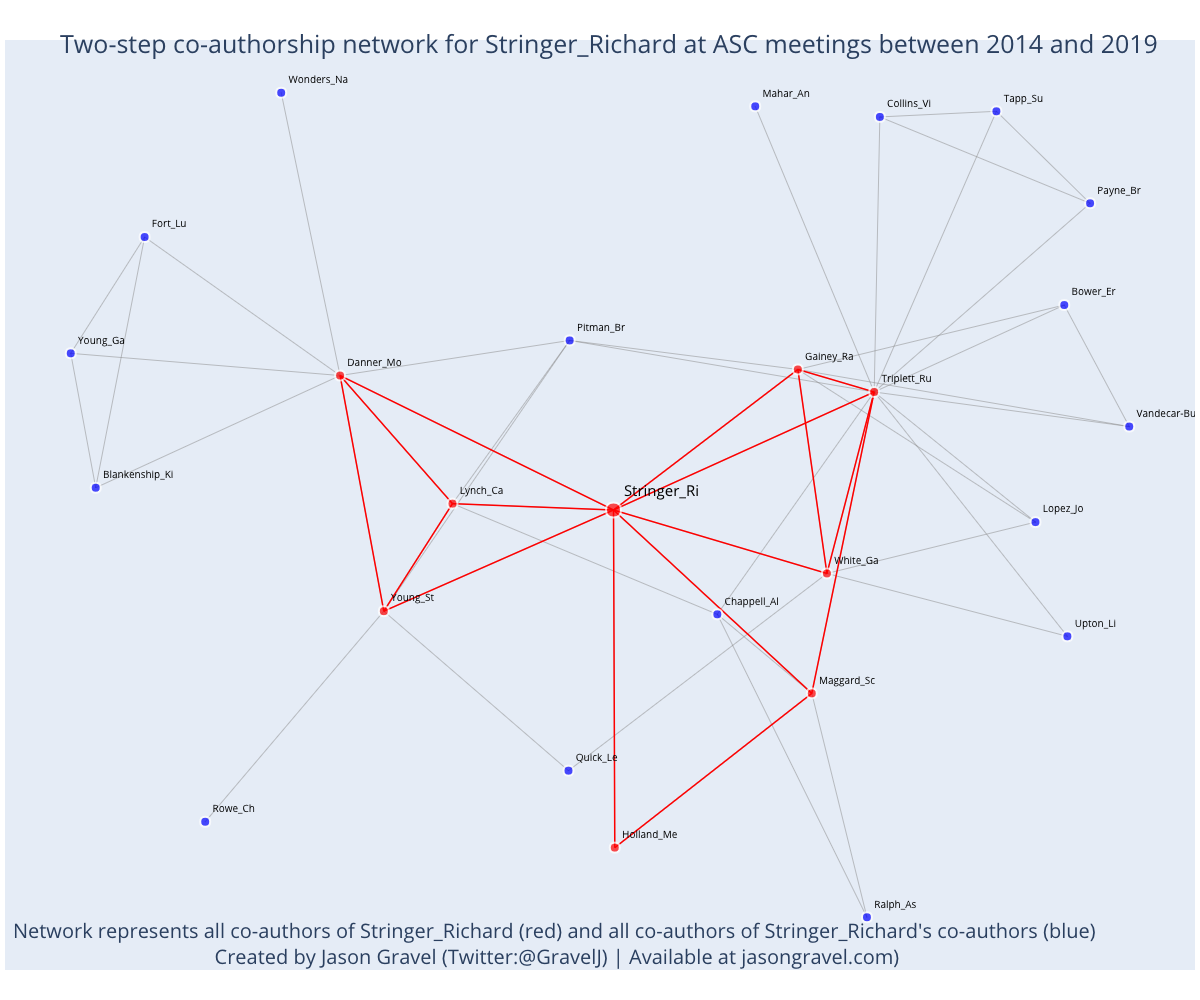 Two-step co-authorship network for Stringer_Richard at ASC meetings between 2014 and 2019
Wonders_Na
Mahar_An
Collins_Vi
Tapp_Su
Payne_Br
Fort_Lu
Bower_Er
Pitman_Br
Young_Ga
Danner_Mo
Gainey_Ra
Triplett_Ru
Vandecar-Bu
Blankenship_Ki
Lynch_Ca
Stringer_Ri
Lopez_Jo
White_Ga
Young_St
Chappell_Al
Upton_Li
Maggard_Sc
Quick_Le
Rowe_Ch
Holland_Me
Ralph_As
Network represents all co-authors of Stringer_Richard (red) and all co-authors of Stringer_Richard's co-authors (blue)
Created by Jason Gravel (Twitter:@GravelJ) | Available at jasongravel.com)